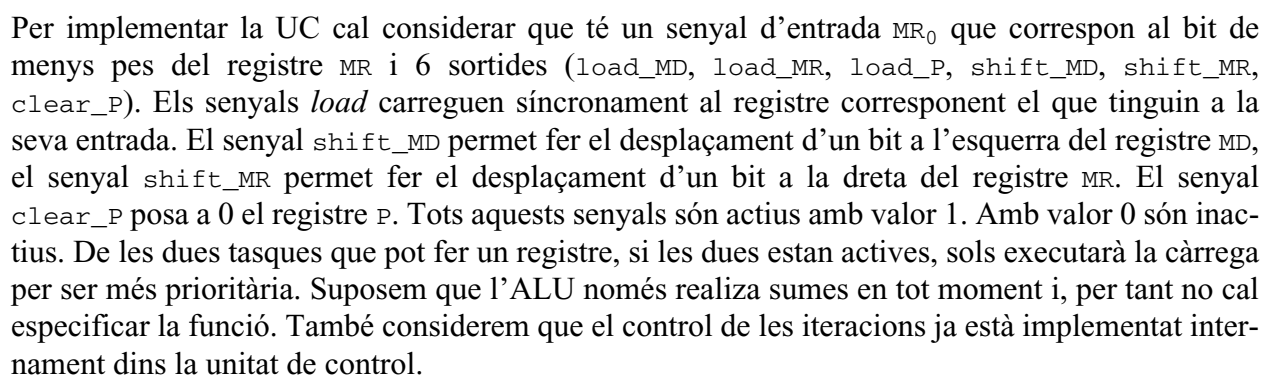 Per implementar la UC cal considerar que té un senyal d’entrada MR₀ que correspon al bit de
menys pes del registre MR i 6 sortides (load_MD, load_MR, load_P, shift_MD, shift_MR,
clear_P). Els senyals load carreguen síncronament al registre corresponent el que tinguin a la
seva entrada. El senyal shift_MD permet fer el desplaçament d’un bit a l’esquerra del registre MD,
el senyal shift_MR permet fer el desplaçament d’un bit a la dreta del registre MR. El senyal
clear_P posa a 0 el registre P. Tots aquests senyals són actius amb valor 1. Amb valor 0 són inac-
tius. De les dues tasques que pot fer un registre, si les dues estan actives, sols executarà la càrrega
per ser més prioritària. Suposem que l’ALU només realiza sumes en tot moment i, per tant no cal
especificar la funció. També considerem que el control de les iteracions ja està implementat inter-
nament dins la unitat de control.